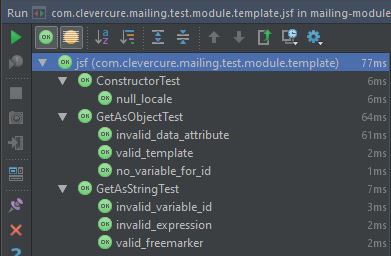 Run com.clevercure.mailing.test.module.template.jsf in mailing-module
OK
OK jsf (com.clevercure.mailing.test.module.template) 77ms
OK ConstructorTest 6ms
OK null_locale 6ms
OK GetAsObjectTest 64ms
OK invalid_data_attribute 61ms
OK valid_template 2ms
OK no_variable_for_id 1ms
OK GetAsStringTest 7ms
OK invalid_variable_id 3ms
OK invalid_expression 2ms
OK valid_freemarker 2ms